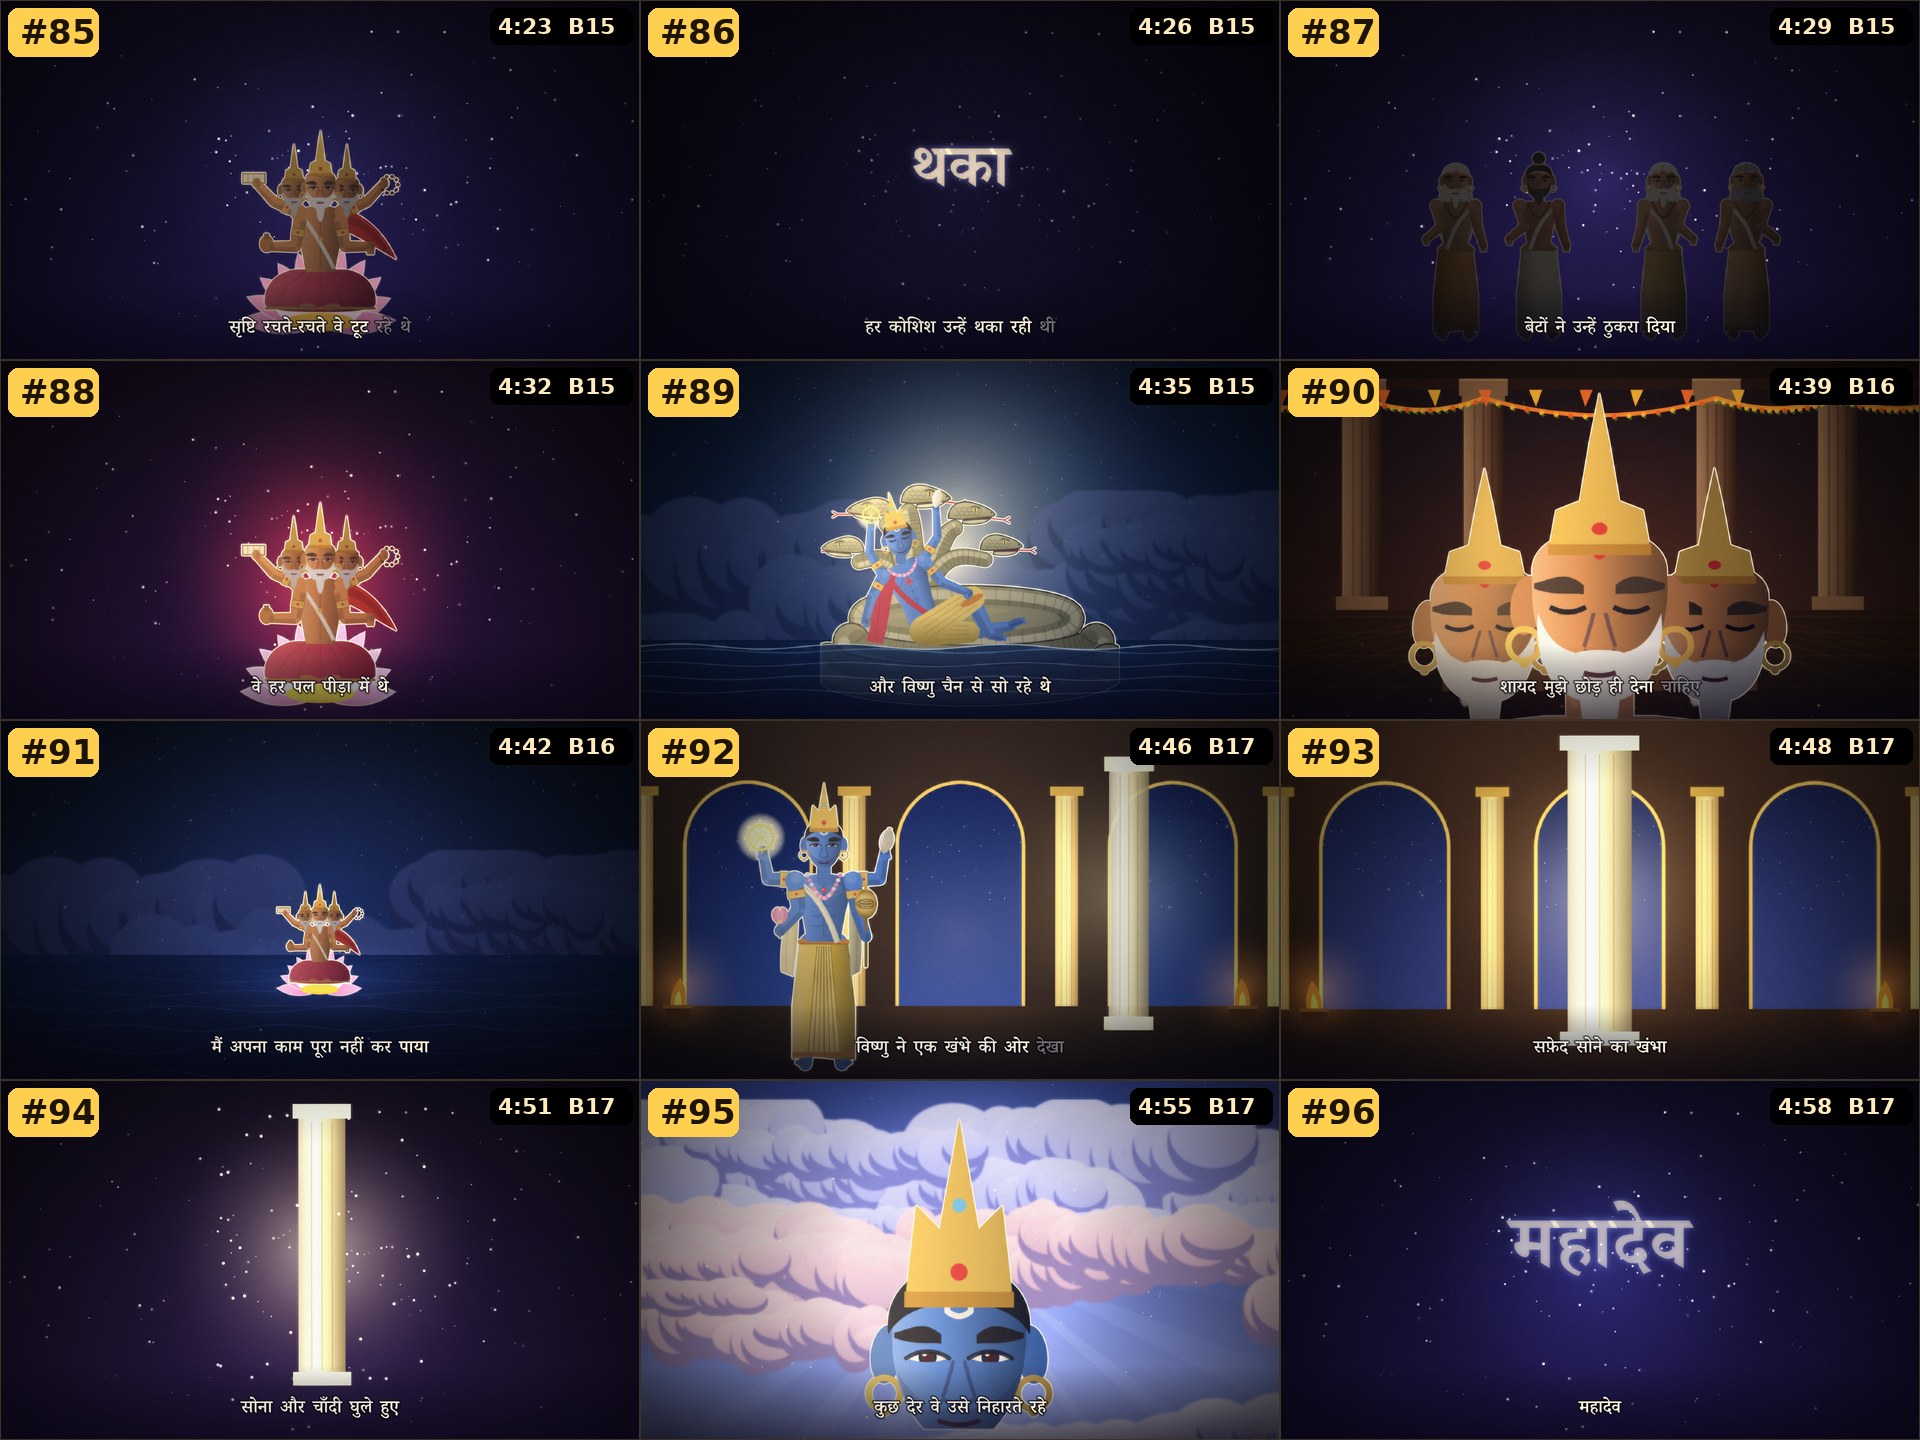 #85
4:23 B15
सृष्टि रचते-रचते वे टूट रहे थे
#86
4:26 B15
थका
हर कोशिश उन्हें थका रही थी
#87
4:29 B15
बेटों ने उन्हें ठुकरा दिया
#88
4:32 B15
वे हर पल पीड़ा में थे
#89
4:35 B15
और विष्णु चैन से सो रहे थे
#90
4:39 B16
शायद मुझे छोड़ ही देना चाहिए
#91
4:42 B16
मैं अपना काम पूरा नहीं कर पाया
#92
4:46 B17
विष्णु ने एक खंभे की ओर देखा
#93
4:48 B17
सफ़ेद सोने का खंभा
#94
4:51 B17
सोना और चाँदी घुले हुए
#95
4:55 B17
कुछ देर वे उसे निहारते रहे
#96
4:58 B17
महादेव
महादेव